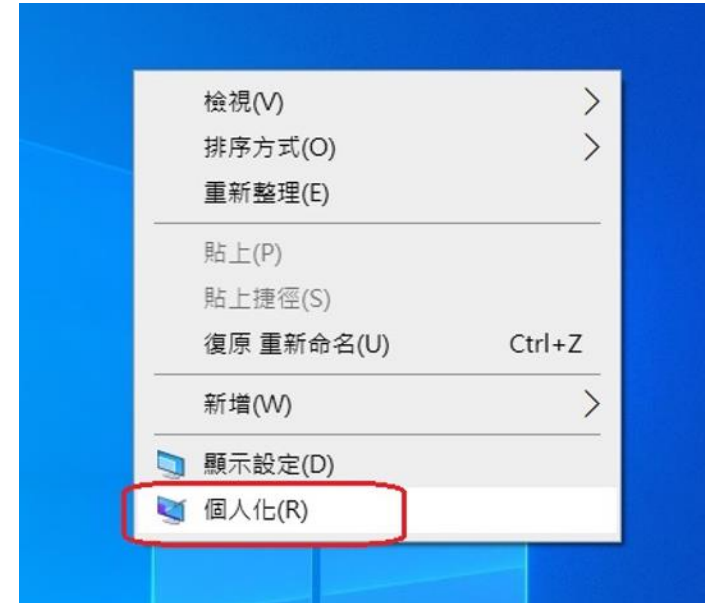 檢視(V)
排序方式(O)
重新整理(E)
貼上(P)
貼上捷徑(S)
復原 重新命名(U) Ctrl+Z
新增(W)
顯示設定(D)
個人化(R)